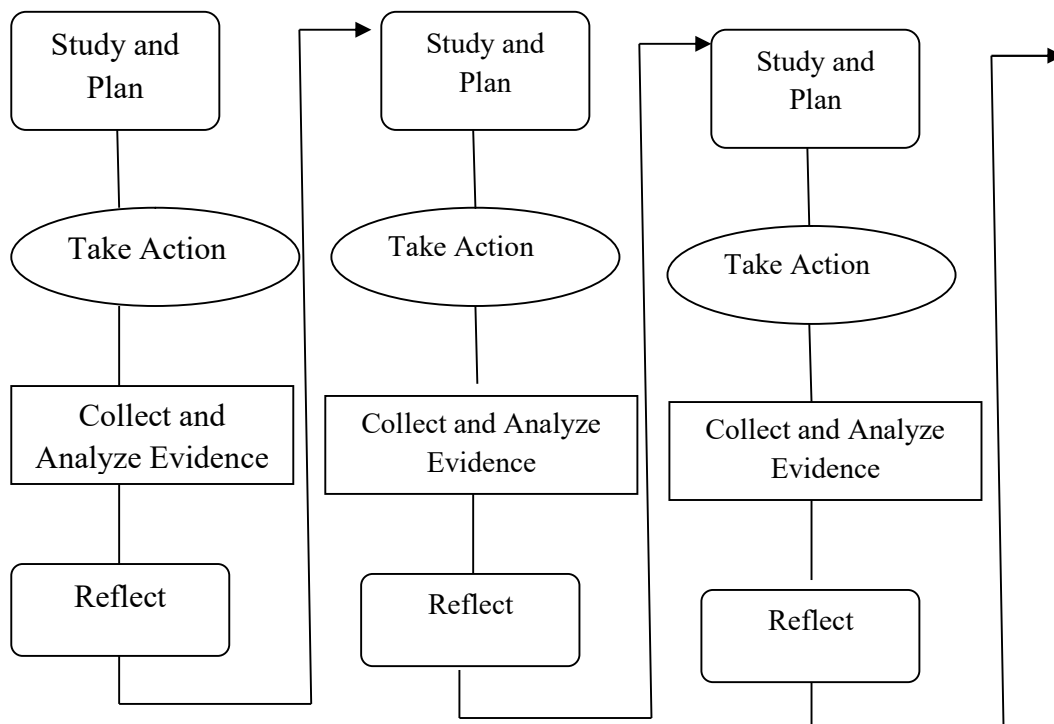 Study and
Plan
Take Action
Collect and
Analyze Evidence
Reflect
Study and
Plan
Take Action
Collect and Analyze
Evidence
Reflect
Study and
Plan
Take Action
Collect and Analyze
Evidence
Reflect